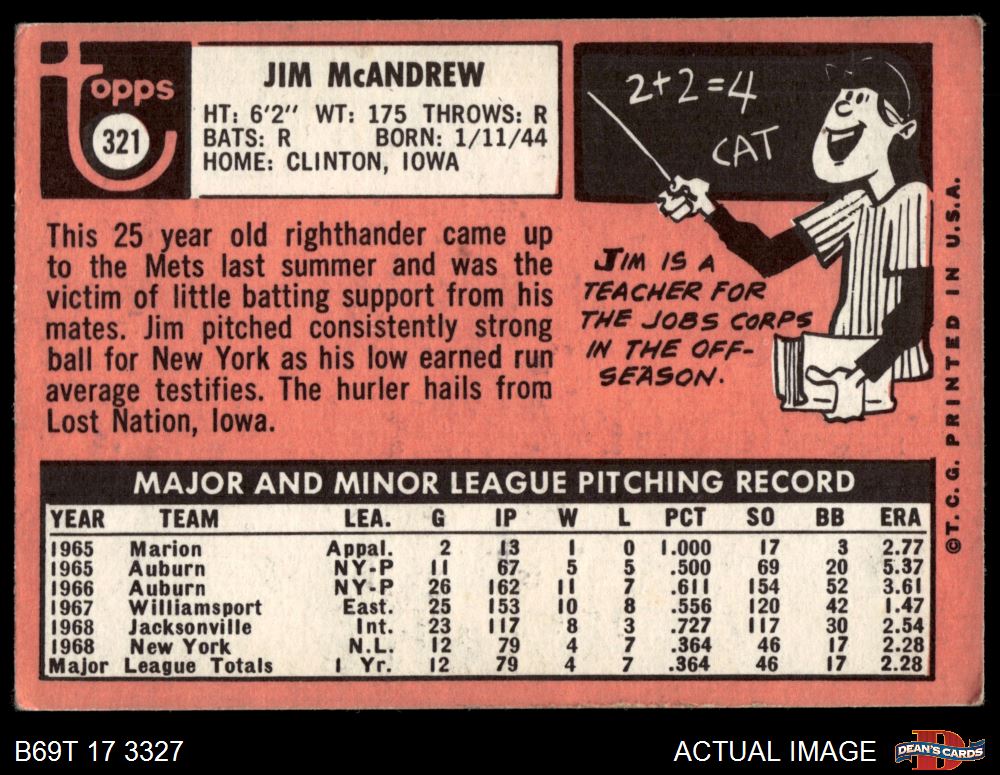 Topps
321
JIM McANDREW
HT: 6'2" WT: 175 THROWS: R
BATS: R BORN: 1/11/44
HOME: CLINTON, IOWA
2+2=4
CAT
This 25 year old righthander came up
to the Mets last summer and was the
victim of little batting support from his
mates. Jim pitched consistently strong
ball for New York as his low earned run
average testifies. The hurler hails from
Lost Nation, Iowa.
JIM IS A
TEACHER FOR
THE JOBS CORPS
IN THE OFF-
SEASON.
©T. C. G. PRINTED IN U.S.A.
MAJOR AND MINOR LEAGUE PITCHING RECORD
YEAR TEAM LEA. G IP W L PCT SO BB ERA
1965 Marion Appal. 2 13 1 0 1.000 17 3 2.77
1965 Auburn NY-P 11 67 5 5 .500 69 20 5.37
1966 Auburn NY-P 26 162 11 7 .611 154 52 3.61
1967 Williamsport East. 25 153 10 8 .556 120 42 1.47
1968 Jacksonville Int. 23 117 8 3 .727 117 30 2.54
1968 New York N.L. 12 79 4 7 .364 46 17 2.28
Major League Totals 1 Yr. 12 79 4 7 .364 46 17 2.28
B69T 17 3327
ACTUAL IMAGE
DEAN'S CARDS